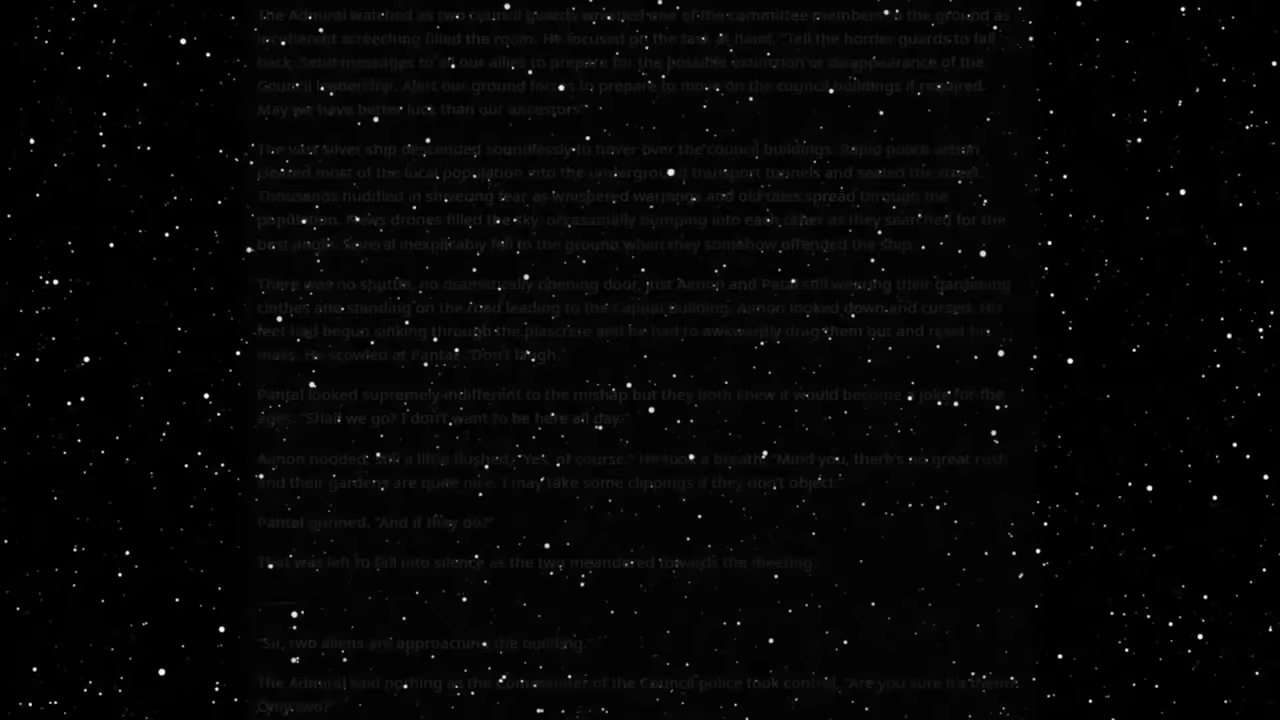 The Admiral watched as two council guards wrestled one of the committee members to the ground as
incoherent screeching filled the room. He focused on the task at hand. "Tell the border guards to fall
back. Send messages to all our allies to prepare for the possible extinction or disappearance of the
Council leadership. Alert our ground forces to prepare to move on the council buildings if required.
May we have better luck than our ancestors"
The vast silver ship descended soundlessly to hover over the council buildings. Rapid police action
cleared most of the local population into the underground transport tunnels and sealed the street.
Thousands huddled in shivering fear as whispered warnings and old tales spread through the
population. News drones filled the sky, occasionally bumping into each other as they searched for the
best angle. Several inexplicably fell to the ground when they somehow offended the Ship.
There was no shuttle, no dramatically opening door, just Aimon and Pantal still wearing their gardening
clothes and standing on the road leading to the Capital Building. Aimon looked down and cursed. His
feet had begun sinking through the plascrete and he had to awkwardly drag them out and reset his
mass. He scowled at Pantal. "Don't laugh."
Pantal looked supremely indifferent to the mishap but they both knew it would become a joke for the
ages. "Shall we go? I don't want to be here all day."
Aimon nodded, still a little flushed. "Yes, of course." He took a breath. "Mind you, there's no great rush
and their gardens are quite nice. I may take some clippings if they don't object."
Pantal grinned. "And if they do?"
That was left to fall into silence as the two meandered towards the meeting.
"Sir, two aliens are approaching the building."
The Admiral said nothing as the Commander of the Council police took control. "Are you sure it's them?
Only two?"